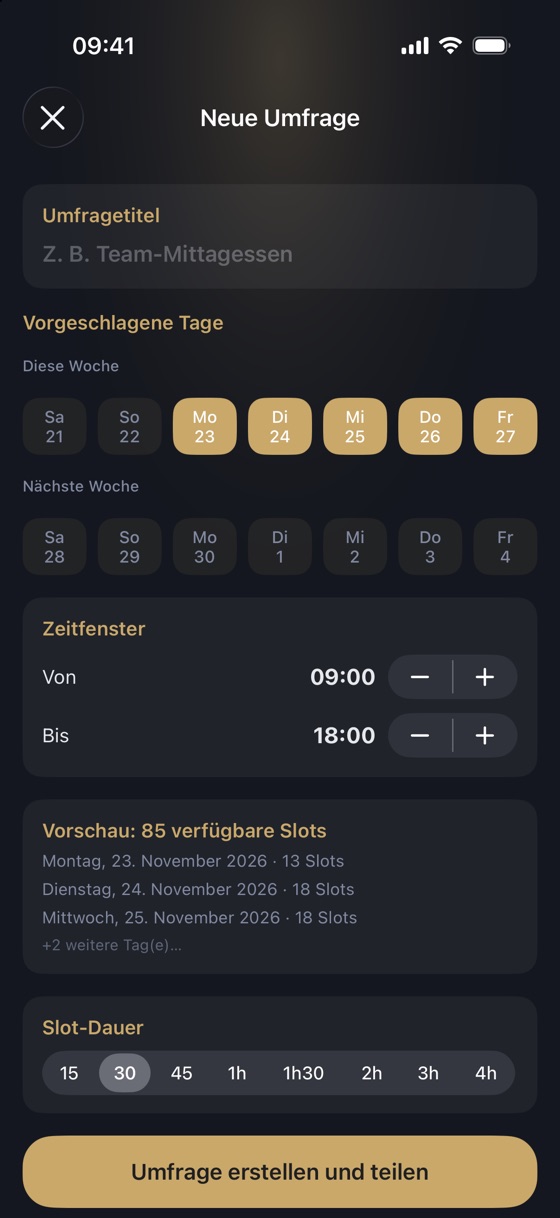 09:41
Neue Umfrage
Umfragetitel
Z. B. Team-Mittagessen
Vorgeschlagene Tage
Diese Woche
Sa So Mo Di Mi Do Fr
21 22 23 24 25 26 27
Nächste Woche
Sa So Mo Di Mi Do Fr
28 29 30 1 2 3 4
Zeitfenster
Von 09:00 − +
Bis 18:00 − +
Vorschau: 85 verfügbare Slots
Montag, 23. November 2026 · 13 Slots
Dienstag, 24. November 2026 · 18 Slots
Mittwoch, 25. November 2026 · 18 Slots
+2 weitere Tag(e)...
Slot-Dauer
15 30 45 1h 1h30 2h 3h 4h
Umfrage erstellen und teilen